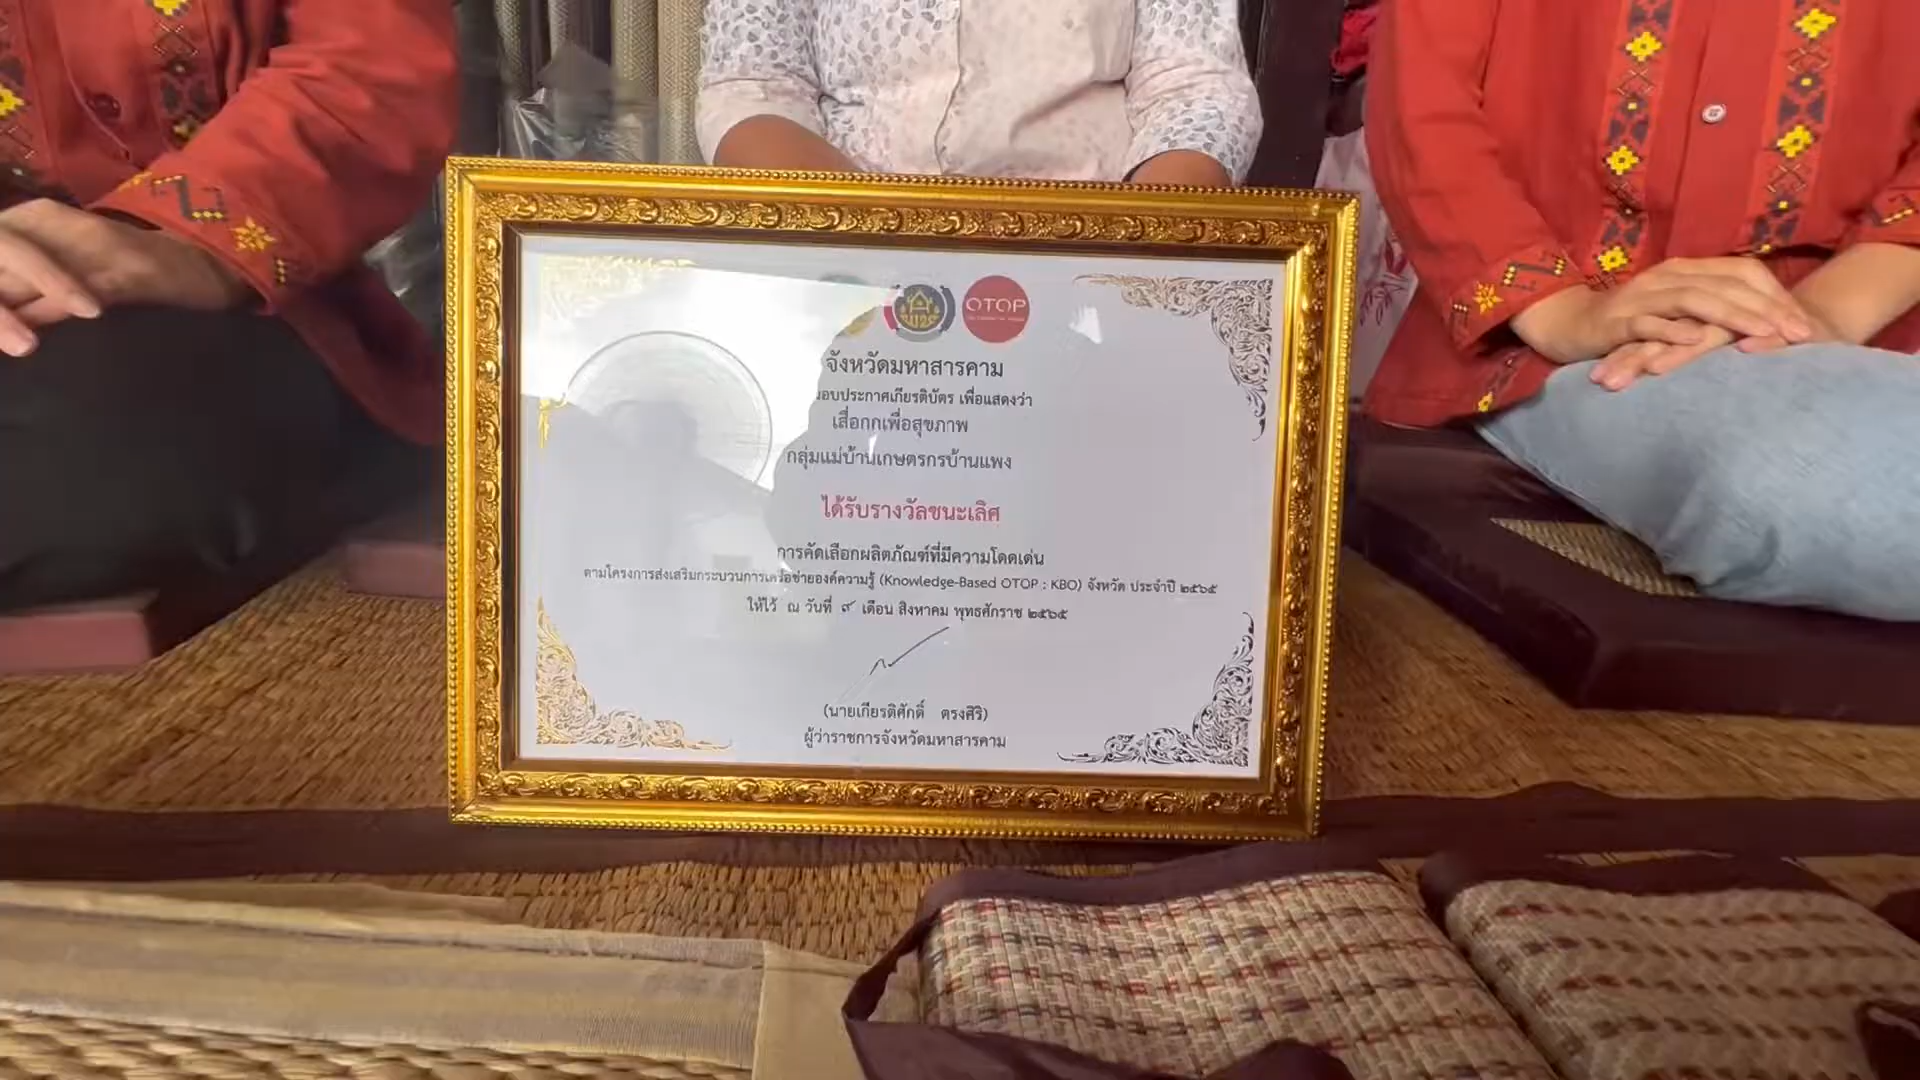 OTOP
จังหวัดมหาสารคาม
มอบประกาศเกียรติบัตร เพื่อแสดงว่า
เสื่อกกเพื่อสุขภาพ
กลุ่มแม่บ้านเกษตรกรบ้านแพง
ได้รับรางวัลชนะเลิศ
การคัดเลือกผลิตภัณฑ์ที่มีความโดดเด่น
ตามโครงการส่งเสริมกระบวนการเครือข่ายองค์ความรู้ (Knowledge-Based OTOP : KBO) จังหวัด ประจำปี ๒๕๖๕
ให้ไว้ ณ วันที่ ๙ เดือน สิงหาคม พุทธศักราช ๒๕๖๕
(นายเกียรติศักดิ์ ตรงศิริ)
ผู้ว่าราชการจังหวัดมหาสารคาม